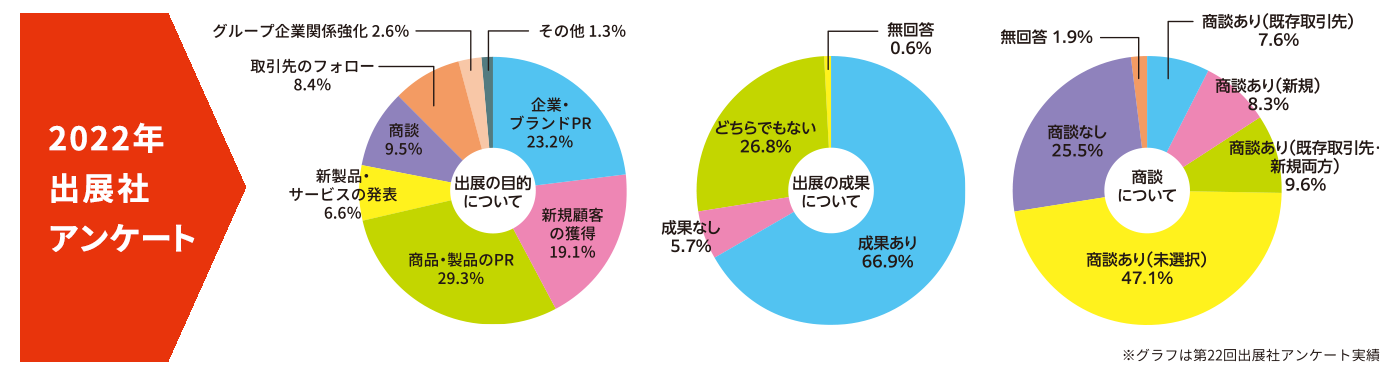 2022年
出展社
アンケート
グループ企業関係強化 2.6%
その他 1.3%
取引先のフォロー
8.4%
企業・
ブランドPR
23.2%
商談
9.5%
新製品・
サービスの発表
6.6%
出展の目的
について
新規顧客
の獲得
19.1%
商品・製品のPR
29.3%
無回答
0.6%
どちらでもない
26.8%
出展の成果
について
成果なし
5.7%
成果あり
66.9%
商談あり(既存取引先)
7.6%
無回答 1.9%
商談あり(新規)
8.3%
商談なし
25.5%
商談あり(既存取引先・
新規両方)
9.6%
商談
について
商談あり(未選択)
47.1%
※グラフは第22回出展社アンケート実績